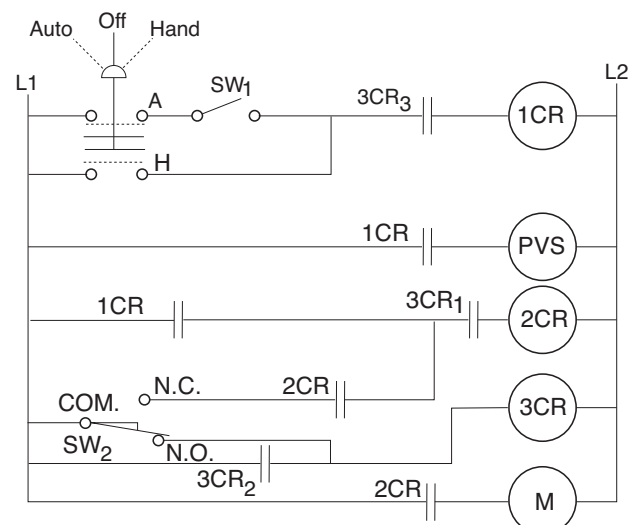 Off
Auto Hand
L1 L2
A SW1 3CR3 1CR
H
1CR PVS
1CR 3CR1 2CR
N.C. 2CR
COM. 3CR
SW2 N.O.
3CR2 2CR M